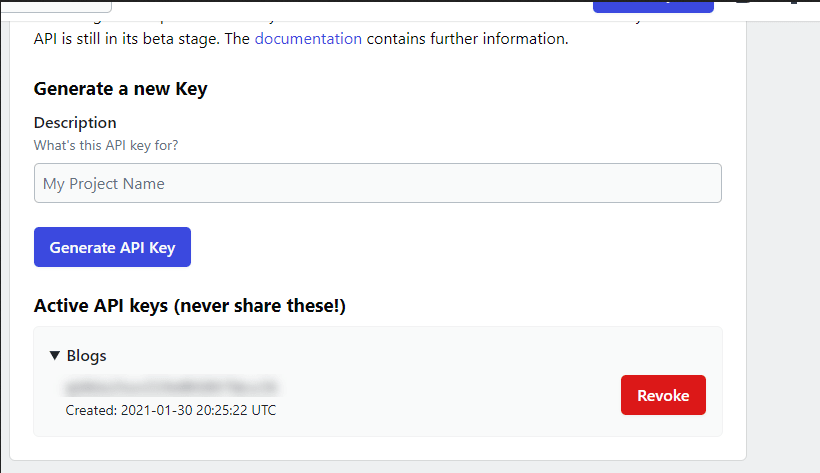 API is still in its beta stage. The documentation contains further information.
Generate a new Key
Description
What's this API key for?
My Project Name
Generate API Key
Active API keys (never share these!)
▼ Blogs
Created: 2021-01-30 20:25:22 UTC
Revoke